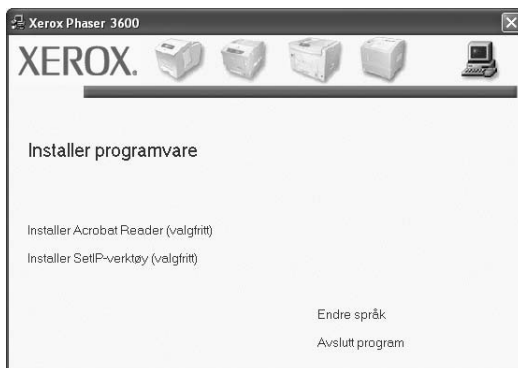 Xerox Phaser 3600
XEROX.
Installer programvare
Installer Acrobat Reader (valgfritt)
Installer SetIP-verktøy (valgfritt)
Endre språk
Avslutt program